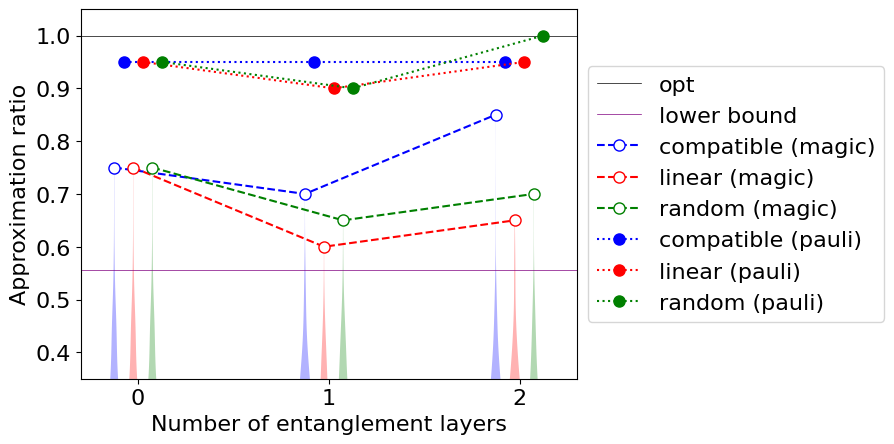 1.0
0.9
0.8
0.7
0.6
0.5
0.4
Approximation ratio
0 1 2
Number of entanglement layers
opt
lower bound
compatible (magic)
linear (magic)
random (magic)
compatible (pauli)
linear (pauli)
random (pauli)